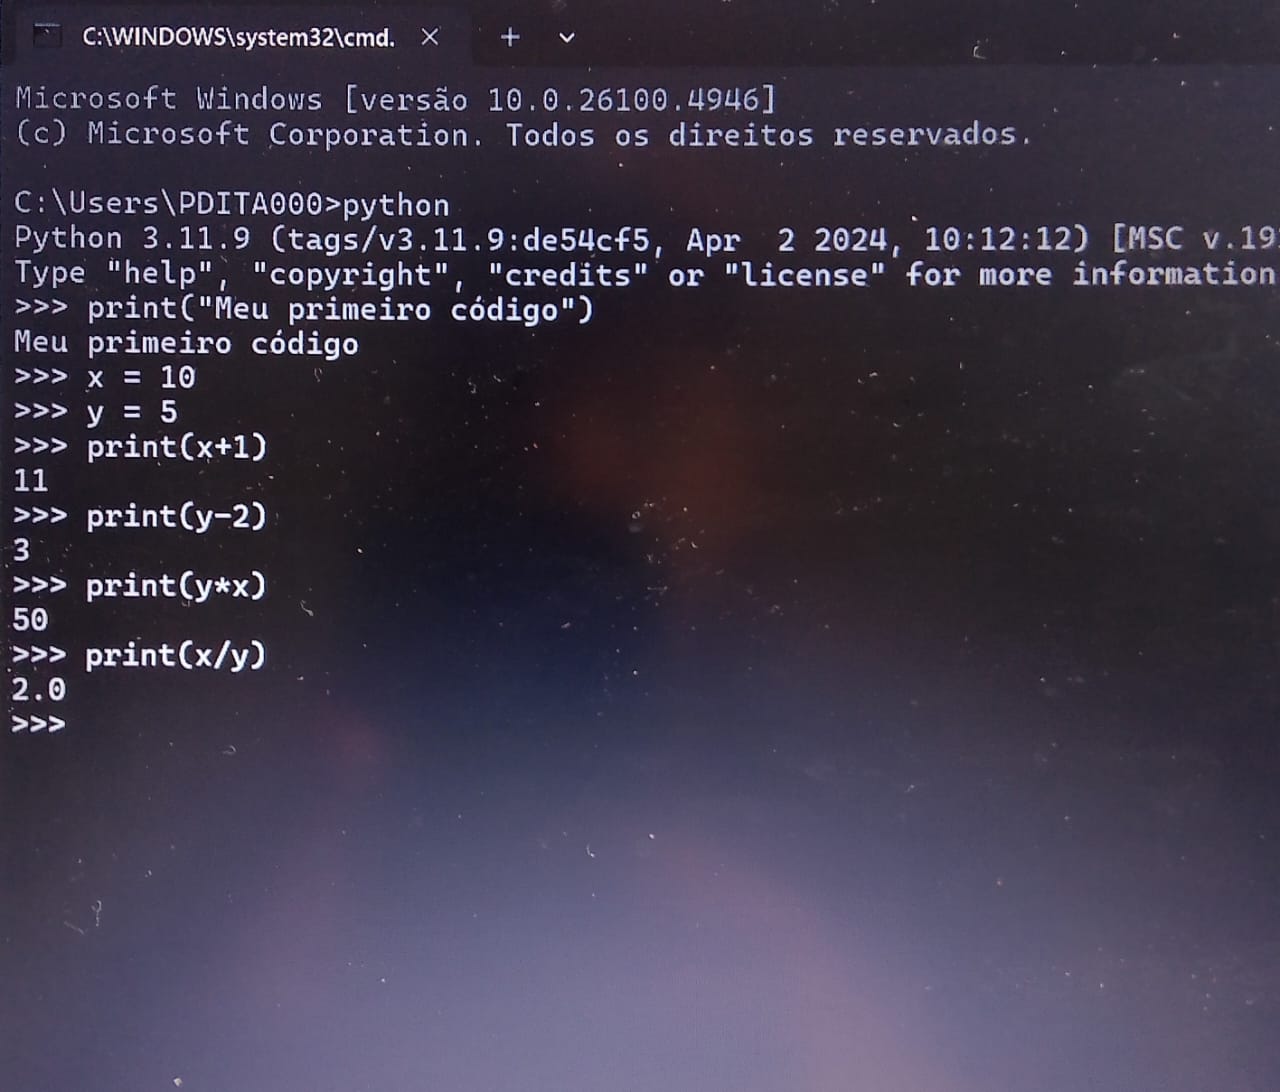 C:\WINDOWS\system32\cmd.
Microsoft Windows [versão 10.0.26100.4946]
(c) Microsoft Corporation. Todos os direitos reservados.
C:\Users\PDITA000>python
Python 3.11.9 (tags/v3.11.9:de54cf5, Apr  2 2024, 10:12:12) [MSC v.19
Type "help", "copyright", "credits" or "license" for more information
>>> print("Meu primeiro código")
Meu primeiro código
>>> x = 10
>>> y = 5
>>> print(x+1)
11
>>> print(y-2)
3
>>> print(y*x)
50
>>> print(x/y)
2.0
>>>